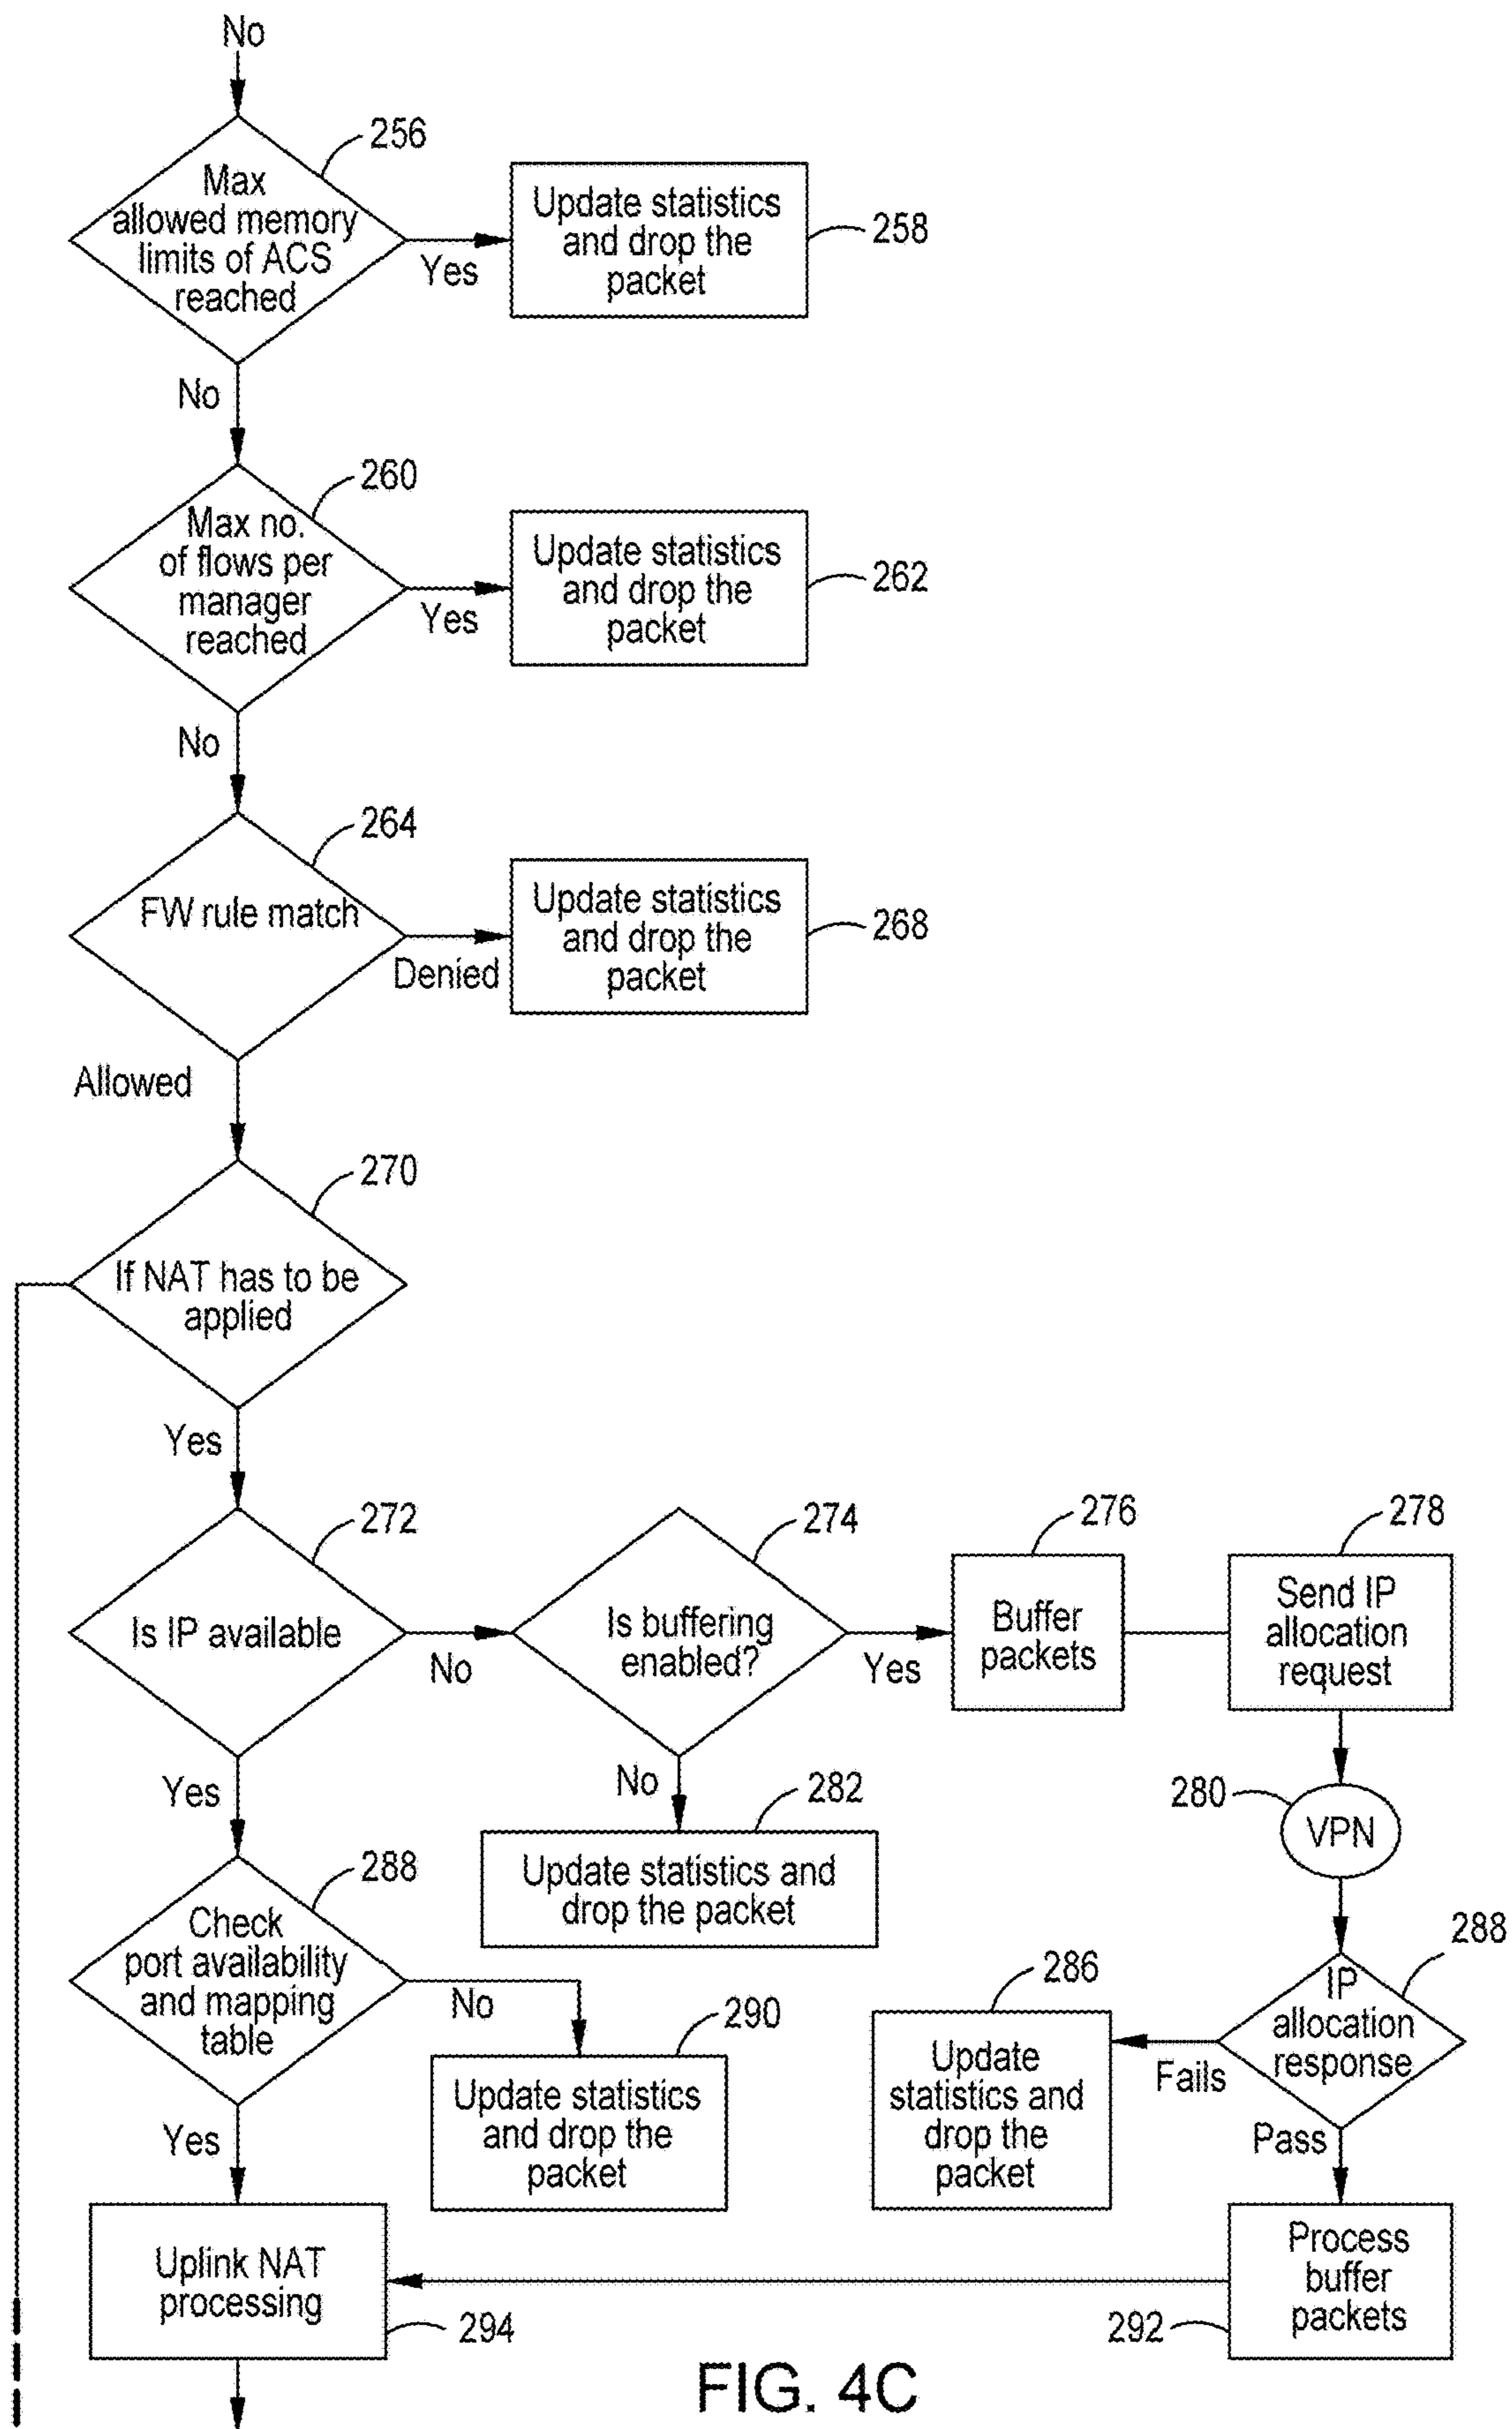 No
256
Max
allowed memory
limits of ACS
reached
Yes
Update statistics
and drop the
packet
258
No
260
Max no.
of flows per
manager
reached
Yes
Update statistics
and drop the
packet
262
No
264
FW rule match
Denied
Update statistics
and drop the
packet
268
Allowed
270
If NAT has to be
applied
Yes
272
Is IP available
No
274
Is buffering
enabled?
Yes
276
Buffer
packets
278
Send IP
allocation
request
No
282
Update statistics and
drop the packet
280
VPN
Yes
288
Check
port availability
and mapping
table
No
290
Update statistics
and drop the
packet
288
IP
allocation
response
Fails
286
Update
statistics and
drop the
packet
Pass
Yes
Uplink NAT
processing
294
Process
buffer
packets
292
FIG. 4C